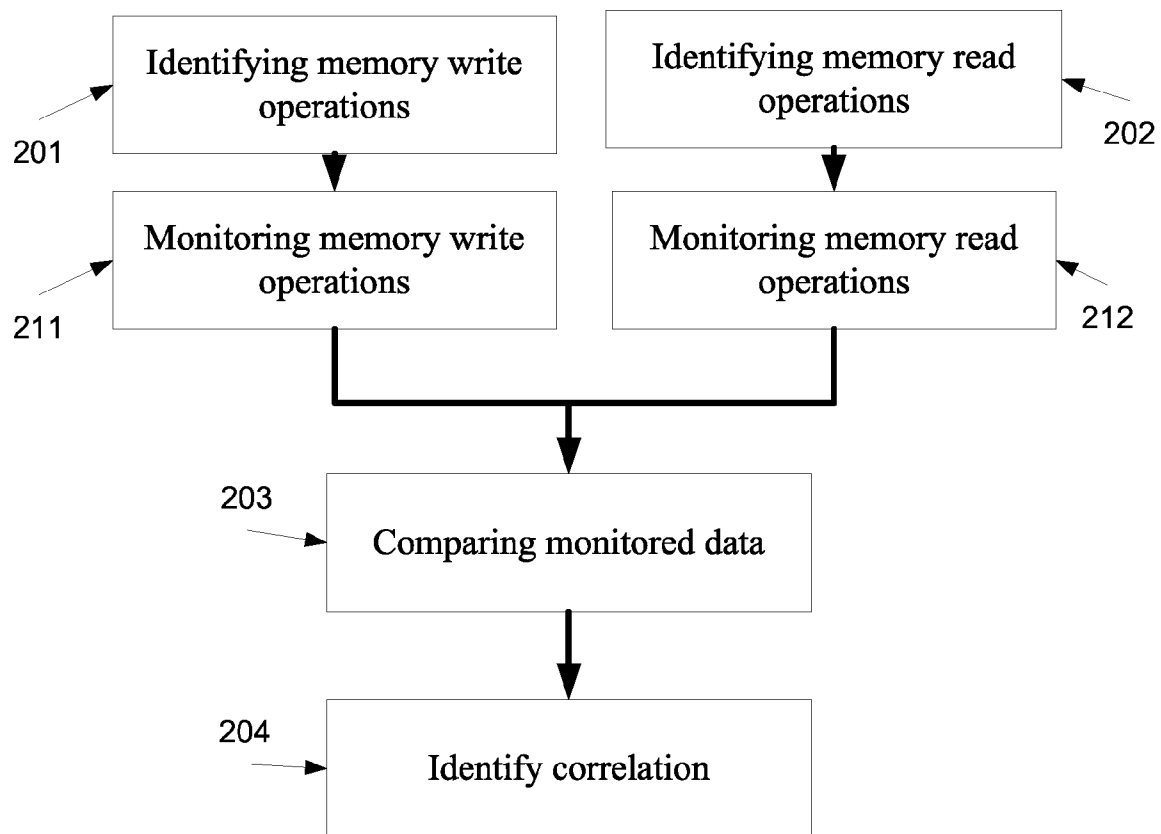 Identifying memory write
operations
201
Identifying memory read
operations
202
Monitoring memory write
operations
211
Monitoring memory read
operations
212
203
Comparing monitored data
204
Identify correlation